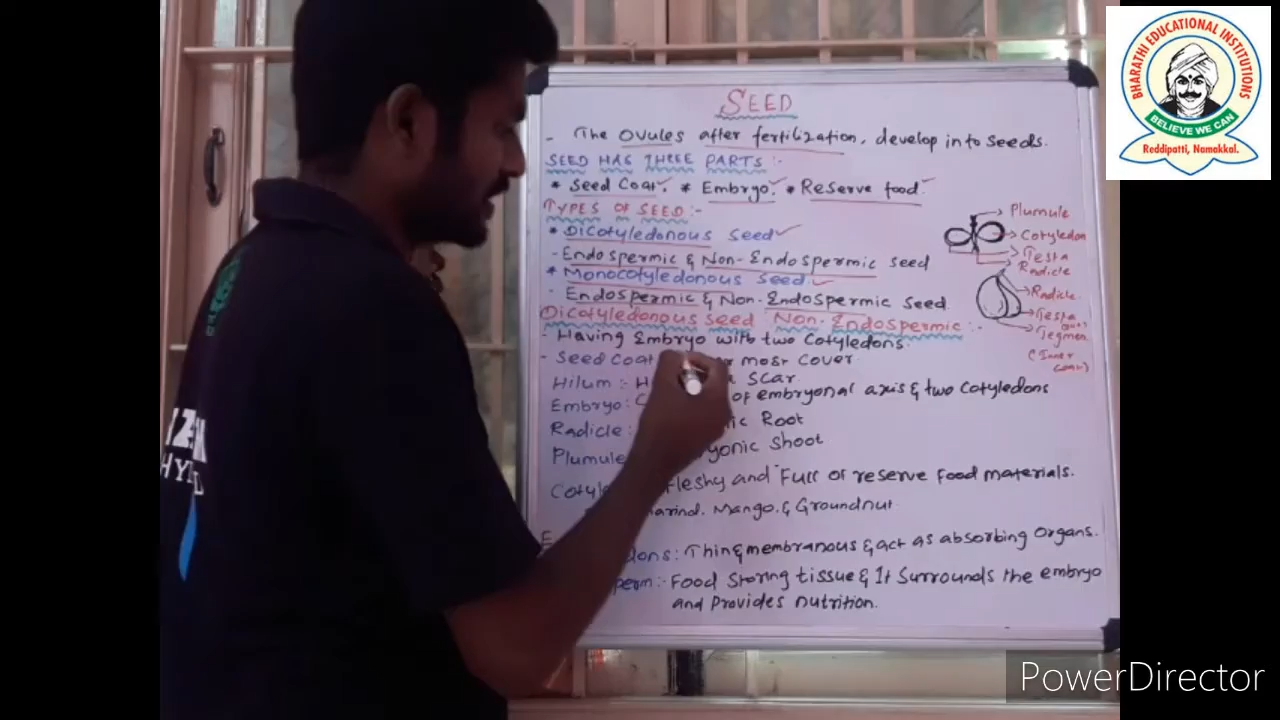 BHARATHI EDUCATIONAL INSTITUTIONS
BELIEVE WE CAN
Reddipatti, Namakkal.
SEED
- The ovules after fertilization, develop into seeds.
SEED HAS THREE PARTS:-
* Seed Coat, * Embryo, * Reserve food
TYPES OF SEED:-
* Dicotyledonous Seed
- Endospermic & Non-Endospermic seed
* Monocotyledonous Seed
- Endospermic & Non-Endospermic seed
Dicotyledonous seed Non-Endospermic:-
- Having Embryo with two Cotyledons.
- Seed Coat most cover
Hilum:- Scar.
Embryo: of embryonal axis & two Cotyledons
Radicle: Root
Plumule Shoot
Fleshy and Full of reserve Food materials.
Mango, & Groundnut
Thin & membranous & act as absorbing organs.
Food Storing tissue & It Surrounds the embryo
and Provides nutrition.
Plumule
Cotyledon
Testa
Radicle
Radicle
Testa
Tegmen
(Inner
coat)
PowerDirector